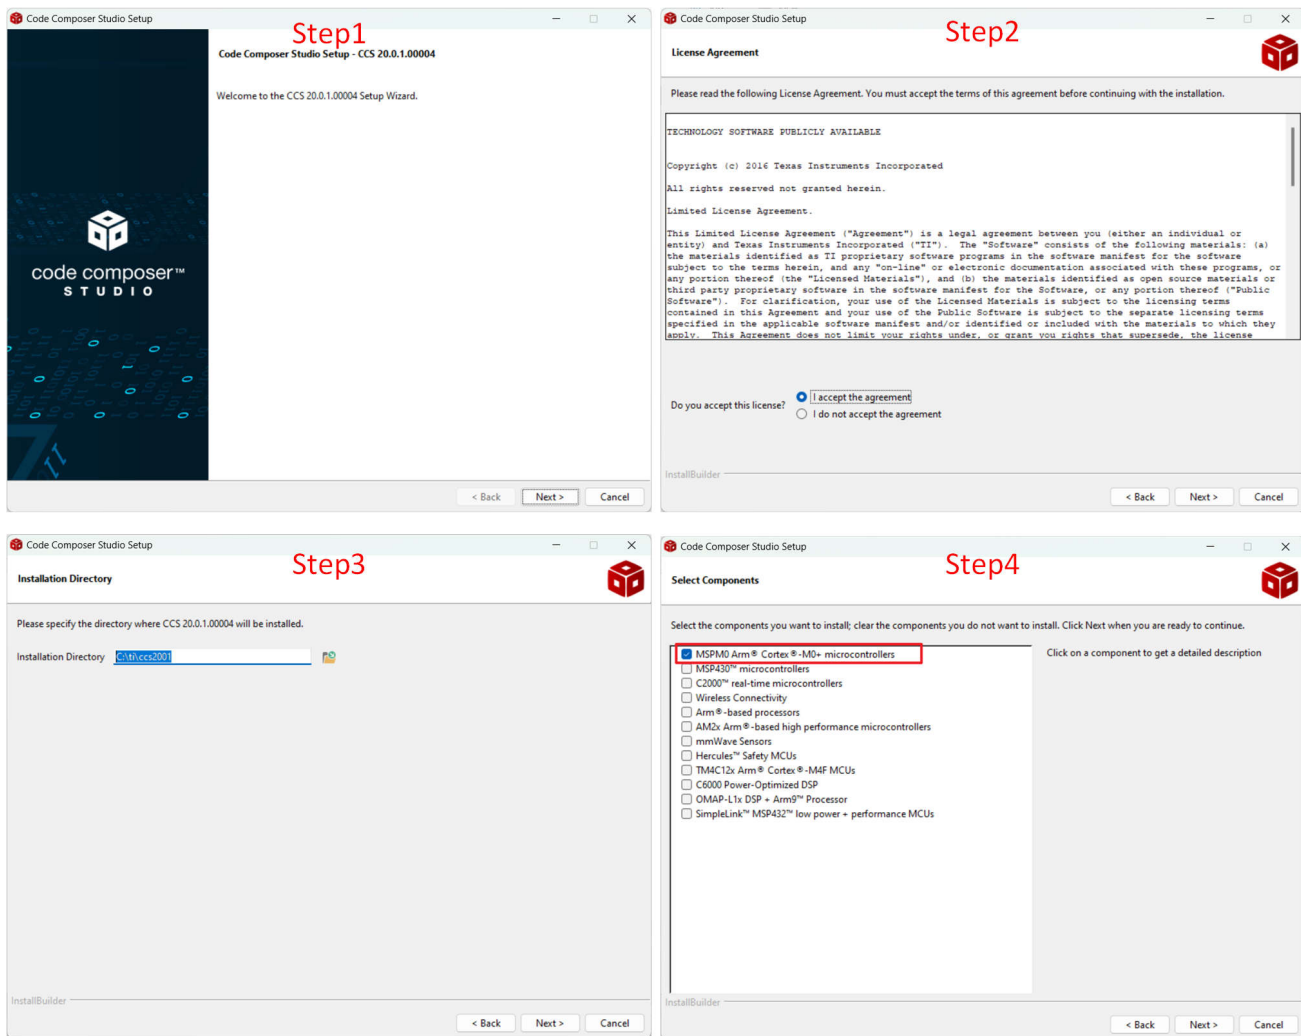 Code Composer Studio Setup
Step1
Code Composer Studio Setup - CCS 20.0.1.00004
Welcome to the CCS 20.0.1.00004 Setup Wizard.
code composer™
STUDIO
< Back
Next >
Cancel
Code Composer Studio Setup
Step2
License Agreement
Please read the following License Agreement. You must accept the terms of this agreement before continuing with the installation.
TECHNOLOGY SOFTWARE PUBLICLY AVAILABLE
Copyright (c) 2016 Texas Instruments Incorporated
All rights reserved not granted herein.
Limited License Agreement.
This Limited License Agreement ("Agreement") is a legal agreement between you (either an individual or
entity) and Texas Instruments Incorporated ("TI").  The "Software" consists of the following materials: (a)
the materials identified as TI proprietary software programs in the software manifest for the software
subject to the terms herein, and any "on-line" or electronic documentation associated with these programs, or
any portion thereof (the "Licensed Materials"), and (b) the materials identified as open source materials or
third party proprietary software in the software manifest for the Software, or any portion thereof ("Public
Software").  For clarification, your use of the Licensed Materials is subject to the licensing terms
contained in this Agreement and your use of the Public Software is subject to the separate licensing terms
specified in the applicable software manifest and/or identified or included with the materials to which they
apply.  This Agreement does not limit your rights under, or grant you rights that supersede, the license
Do you accept this license?
I accept the agreement
I do not accept the agreement
InstallBuilder
< Back
Next >
Cancel
Code Composer Studio Setup
Step3
Installation Directory
Please specify the directory where CCS 20.0.1.00004 will be installed.
Installation Directory
C:\ti\ccs2001
InstallBuilder
< Back
Next >
Cancel
Code Composer Studio Setup
Step4
Select Components
Select the components you want to install; clear the components you do not want to install. Click Next when you are ready to continue.
MSPM0 Arm® Cortex®-M0+ microcontrollers
MSP430™ microcontrollers
C2000™ real-time microcontrollers
Wireless Connectivity
Arm®-based processors
AM2x Arm®-based high performance microcontrollers
mmWave Sensors
Hercules™ Safety MCUs
TM4C12x Arm® Cortex®-M4F MCUs
C6000 Power-Optimized DSP
OMAP-L1x DSP + Arm9™ Processor
SimpleLink™ MSP432™ low power + performance MCUs
Click on a component to get a detailed description
InstallBuilder
< Back
Next >
Cancel